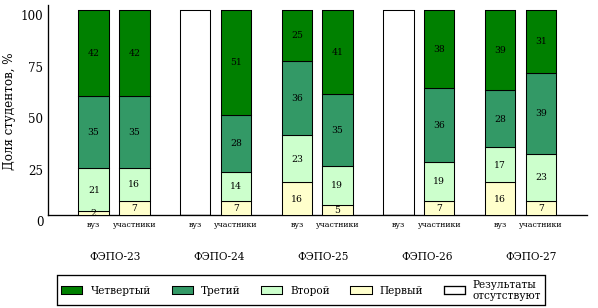 Доля студентов, %
100
75
50
25
0
42 42 51 25 41 38 39 31
35 35 28 36 35 36 28 39
21 16 14 23 19 19 17 23
2 7 7 16 5 7 16 7
вуз участники вуз участники вуз участники вуз участники вуз участники
ФЭПО-23 ФЭПО-24 ФЭПО-25 ФЭПО-26 ФЭПО-27
Четвертый Третий Второй Первый Результаты
отсутствуют